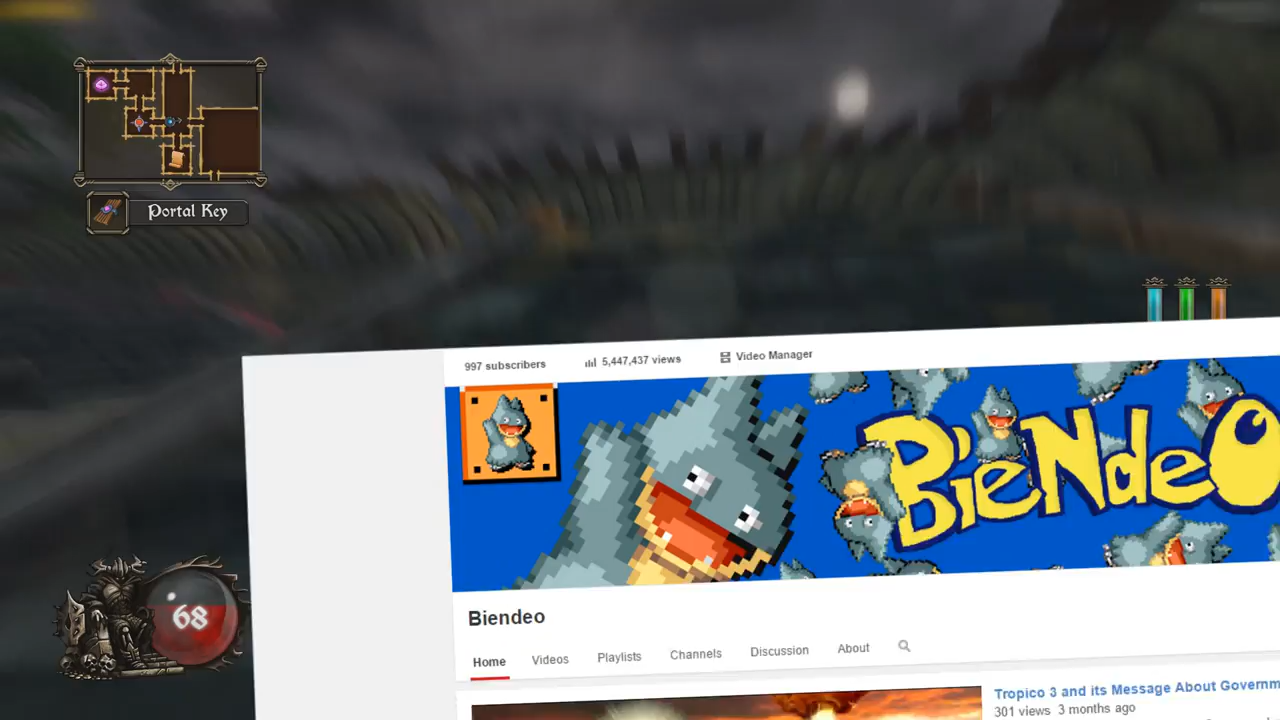 Portal Key
997 subscribers
5,447,437 views
Video Manager
BieNdeO
68
Biendeo
Home
Videos
Playlists
Channels
Discussion
About
Tropico 3 and its Message About
301 views 3 months ago